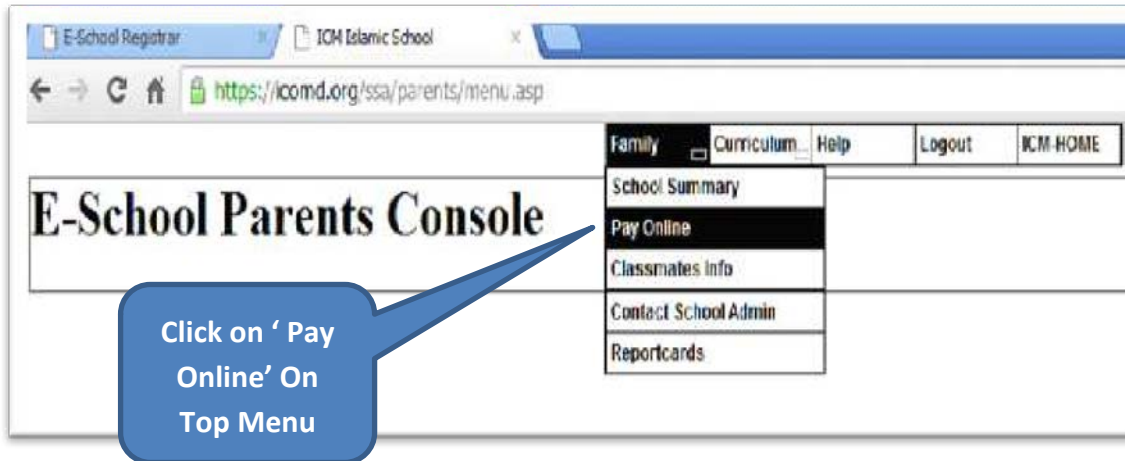 E-School Registrar ICM Islamic School
https://icomd.org/ssa/parents/menu.asp
Family Curriculum Help Logout ICM-HOME
School Summary
E-School Parents Console
Pay Online
Classmates Info
Contact School Admin
Reportcards
Click on ‘ Pay
Online’ On
Top Menu